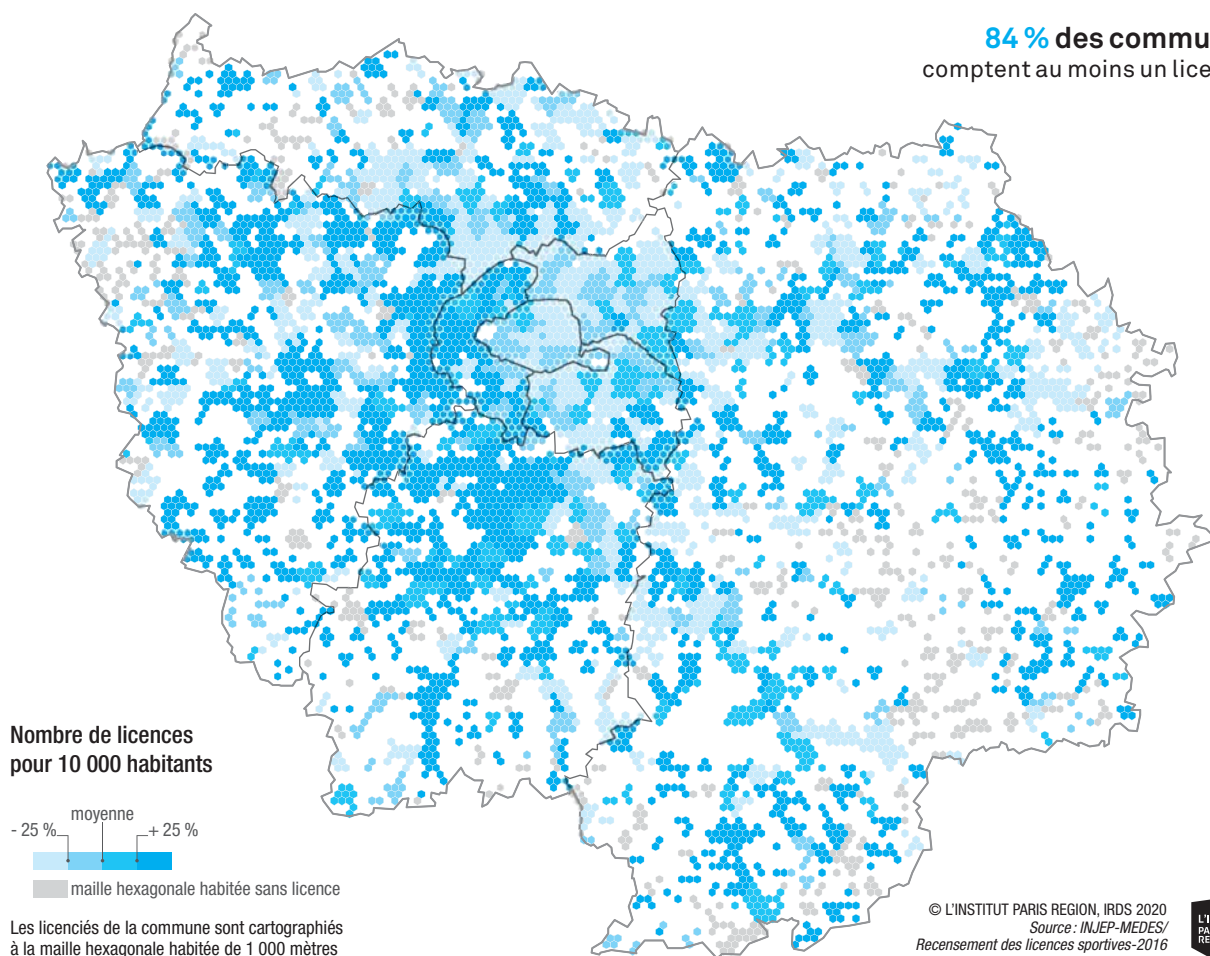 84 % des commu
comptent au moins un lice
Nombre de licences
pour 10 000 habitants
moyenne
- 25 %
+ 25 %
maille hexagonale habitée sans licence
Les licenciés de la commune sont cartographiés
à la maille hexagonale habitée de 1 000 mètres
© L'INSTITUT PARIS REGION, IRDS 2020
Source : INJEP-MEDES/
Recensement des licences sportives-2016
L'I
PA
RE